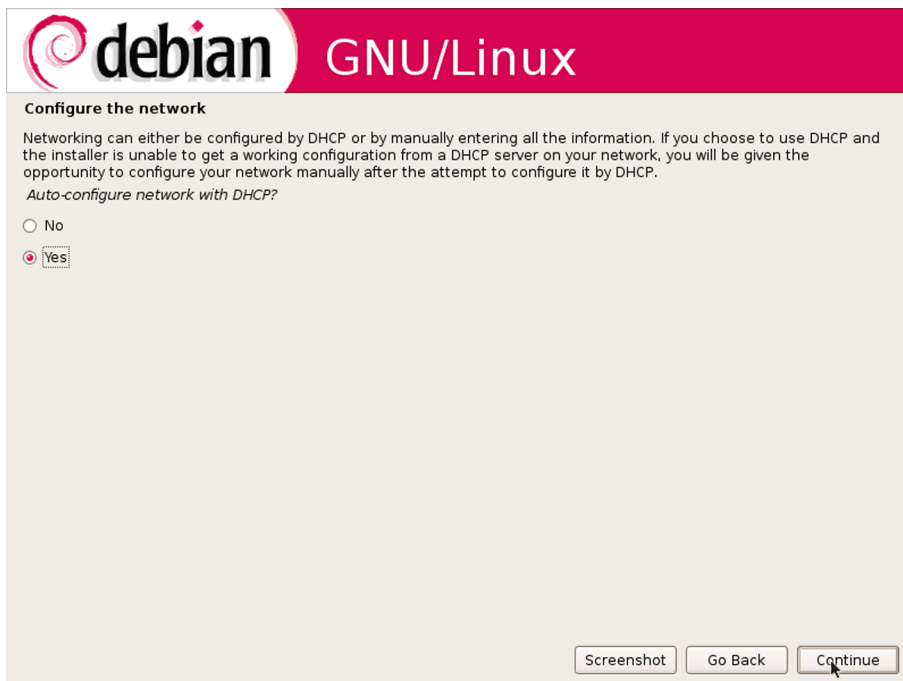 debian GNU/Linux
Configure the network
Networking can either be configured by DHCP or by manually entering all the information. If you choose to use DHCP and
the installer is unable to get a working configuration from a DHCP server on your network, you will be given the
opportunity to configure your network manually after the attempt to configure it by DHCP.
Auto-configure network with DHCP?
No
Yes
Screenshot Go Back Continue